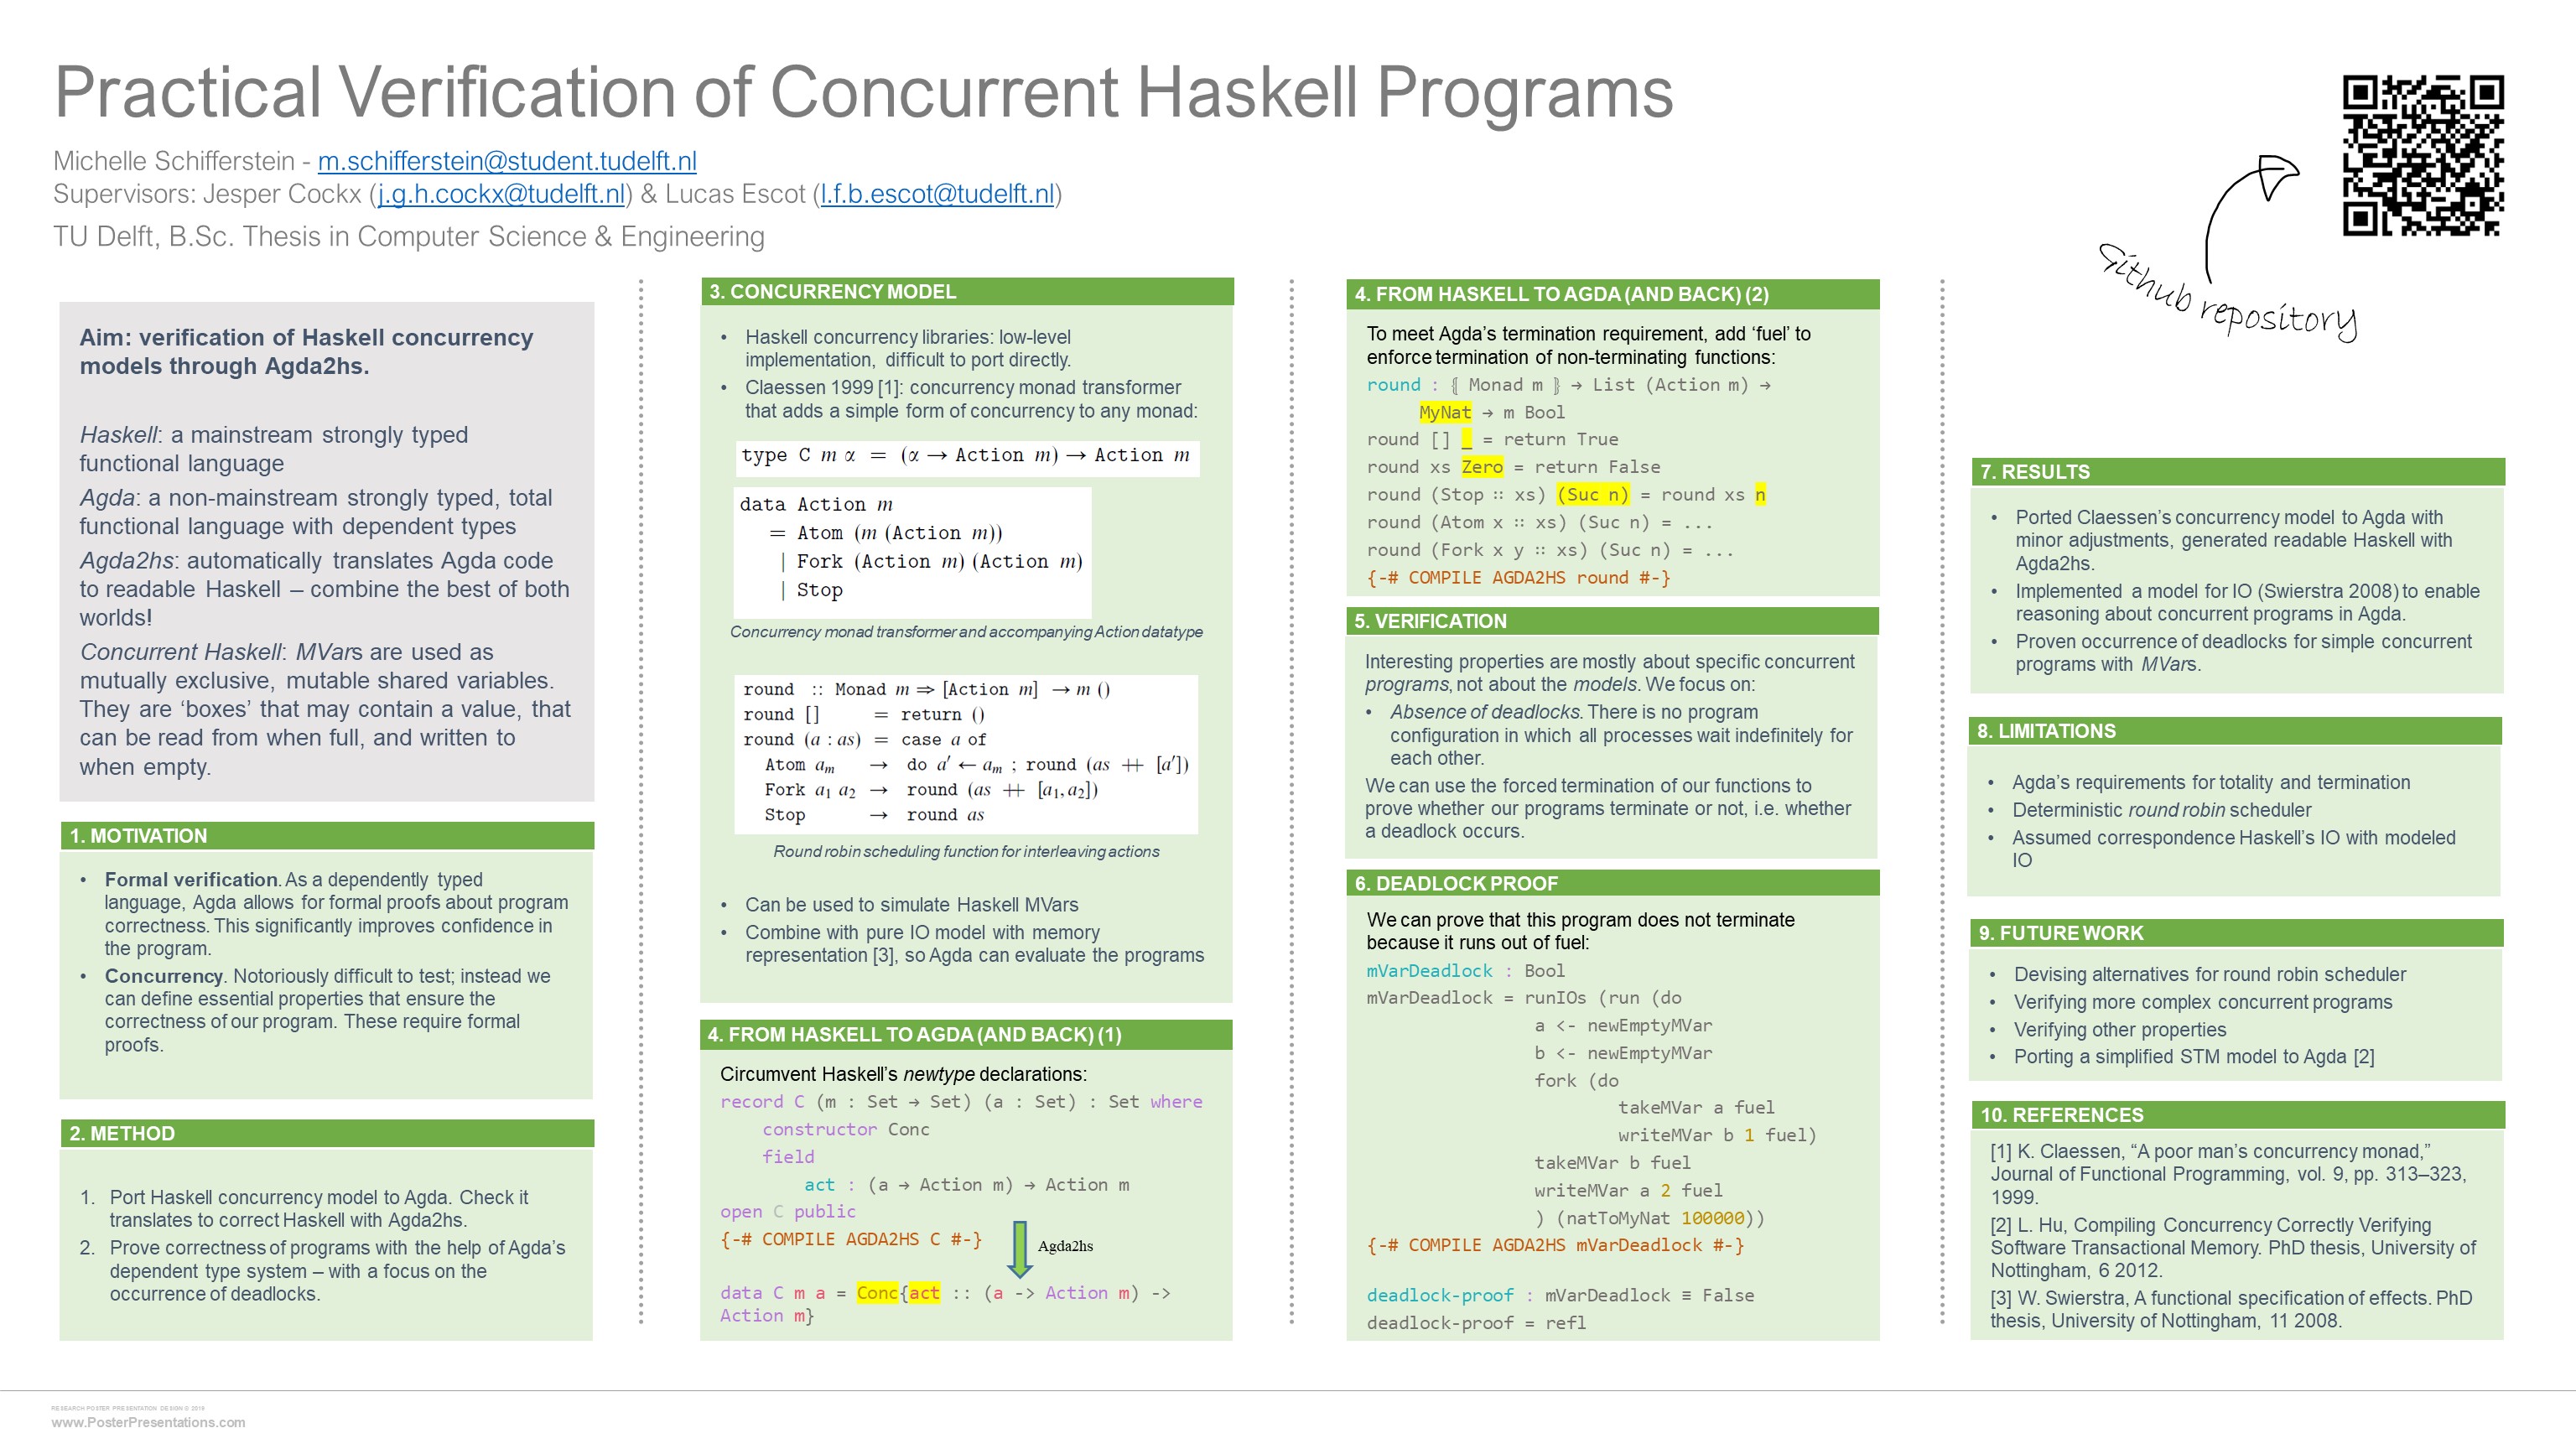 Practical Verification of Concurrent Haskell Programs
Michelle Schifferstein - m.schifferstein@student.tudelft.nl
Supervisors: Jesper Cockx (j.g.h.cockx@tudelft.nl) & Lucas Escot (l.f.b.escot@tudelft.nl)
TU Delft, B.Sc. Thesis in Computer Science & Engineering
Github repository
Aim: verification of Haskell concurrency
models through Agda2hs.
Haskell: a mainstream strongly typed
functional language
Agda: a non-mainstream strongly typed, total
functional language with dependent types
Agda2hs: automatically translates Agda code
to readable Haskell – combine the best of both
worlds!
Concurrent Haskell: MVars are used as
mutually exclusive, mutable shared variables.
They are ‘boxes’ that may contain a value, that
can be read from when full, and written to
when empty.
1. MOTIVATION
• Formal verification. As a dependently typed
language, Agda allows for formal proofs about program
correctness. This significantly improves confidence in
the program.
• Concurrency. Notoriously difficult to test; instead we
can define essential properties that ensure the
correctness of our program. These require formal
proofs.
2. METHOD
1. Port Haskell concurrency model to Agda. Check it
translates to correct Haskell with Agda2hs.
2. Prove correctness of programs with the help of Agda’s
dependent type system – with a focus on the
occurrence of deadlocks.
3. CONCURRENCY MODEL
• Haskell concurrency libraries: low-level
implementation, difficult to port directly.
• Claessen 1999 [1]: concurrency monad transformer
that adds a simple form of concurrency to any monad:
type C m α = (α → Action m) → Action m
data Action m
= Atom (m (Action m))
| Fork (Action m) (Action m)
| Stop
Concurrency monad transformer and accompanying Action datatype
round :: Monad m ⇒ [Action m] → m ()
round [] = return ()
round (a : as) = case a of
Atom am → do a′ ← am ; round (as ++ [a′])
Fork a1 a2 → round (as ++ [a1,a2])
Stop → round as
Round robin scheduling function for interleaving actions
• Can be used to simulate Haskell MVars
• Combine with pure IO model with memory
representation [3], so Agda can evaluate the programs
4. FROM HASKELL TO AGDA (AND BACK) (1)
Circumvent Haskell’s newtype declarations:
record C (m : Set → Set) (a : Set) : Set where
constructor Conc
field
act : (a → Action m) → Action m
open C public
{-# COMPILE AGDA2HS C #-}
Agda2hs
data C m a = Conc{act :: (a -> Action m) ->
Action m}
4. FROM HASKELL TO AGDA (AND BACK) (2)
To meet Agda’s termination requirement, add ‘fuel’ to
enforce termination of non-terminating functions:
round : ⦃ Monad m ⦄ → List (Action m) →
MyNat → m Bool
round [] _ = return True
round xs Zero = return False
round (Stop ∷ xs) (Suc n) = round xs n
round (Atom x ∷ xs) (Suc n) = ...
round (Fork x y ∷ xs) (Suc n) = ...
{-# COMPILE AGDA2HS round #-}
5. VERIFICATION
Interesting properties are mostly about specific concurrent
programs, not about the models. We focus on:
• Absence of deadlocks. There is no program
configuration in which all processes wait indefinitely for
each other.
We can use the forced termination of our functions to
prove whether our programs terminate or not, i.e. whether
a deadlock occurs.
6. DEADLOCK PROOF
We can prove that this program does not terminate
because it runs out of fuel:
mVarDeadlock : Bool
mVarDeadlock = runIOs (run (do
a <- newEmptyMVar
b <- newEmptyMVar
fork (do
takeMVar a fuel
writeMVar b 1 fuel)
takeMVar b fuel
writeMVar a 2 fuel
) (natToMyNat 100000))
{-# COMPILE AGDA2HS mVarDeadlock #-}
deadlock-proof : mVarDeadlock ≡ False
deadlock-proof = refl
7. RESULTS
• Ported Claessen’s concurrency model to Agda with
minor adjustments, generated readable Haskell with
Agda2hs.
• Implemented a model for IO (Swierstra 2008) to enable
reasoning about concurrent programs in Agda.
• Proven occurrence of deadlocks for simple concurrent
programs with MVars.
8. LIMITATIONS
• Agda’s requirements for totality and termination
• Deterministic round robin scheduler
• Assumed correspondence Haskell’s IO with modeled
IO
9. FUTURE WORK
• Devising alternatives for round robin scheduler
• Verifying more complex concurrent programs
• Verifying other properties
• Porting a simplified STM model to Agda [2]
10. REFERENCES
[1] K. Claessen, “A poor man’s concurrency monad,”
Journal of Functional Programming, vol. 9, pp. 313–323,
1999.
[2] L. Hu, Compiling Concurrency Correctly Verifying
Software Transactional Memory. PhD thesis, University of
Nottingham, 6 2012.
[3] W. Swierstra, A functional specification of effects. PhD
thesis, University of Nottingham, 11 2008.
RESEARCH POSTER PRESENTATION DESIGN © 2019
www.PosterPresentations.com